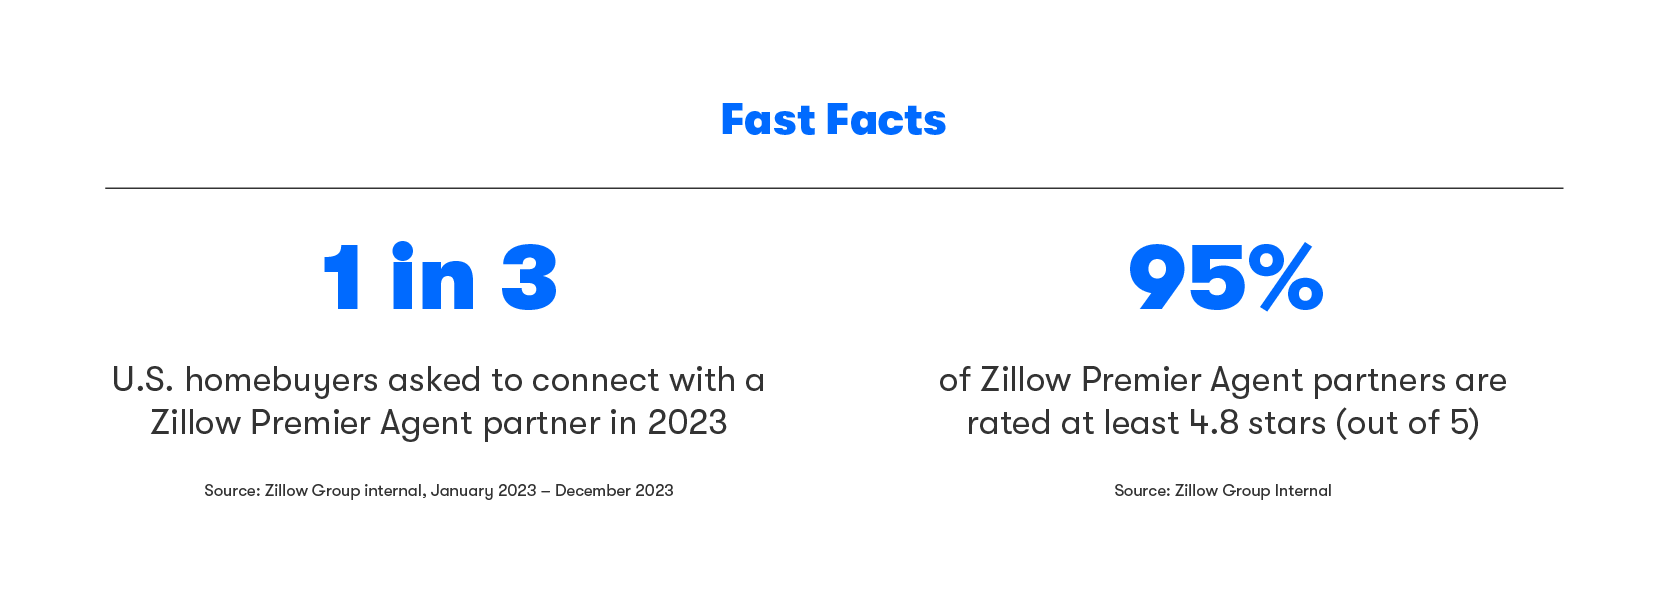 Fast Facts
1 in 3
U.S. homebuyers asked to connect with a
Zillow Premier Agent partner in 2023
Source: Zillow Group internal, January 2023 – December 2023
95%
of Zillow Premier Agent partners are
rated at least 4.8 stars (out of 5)
Source: Zillow Group Internal